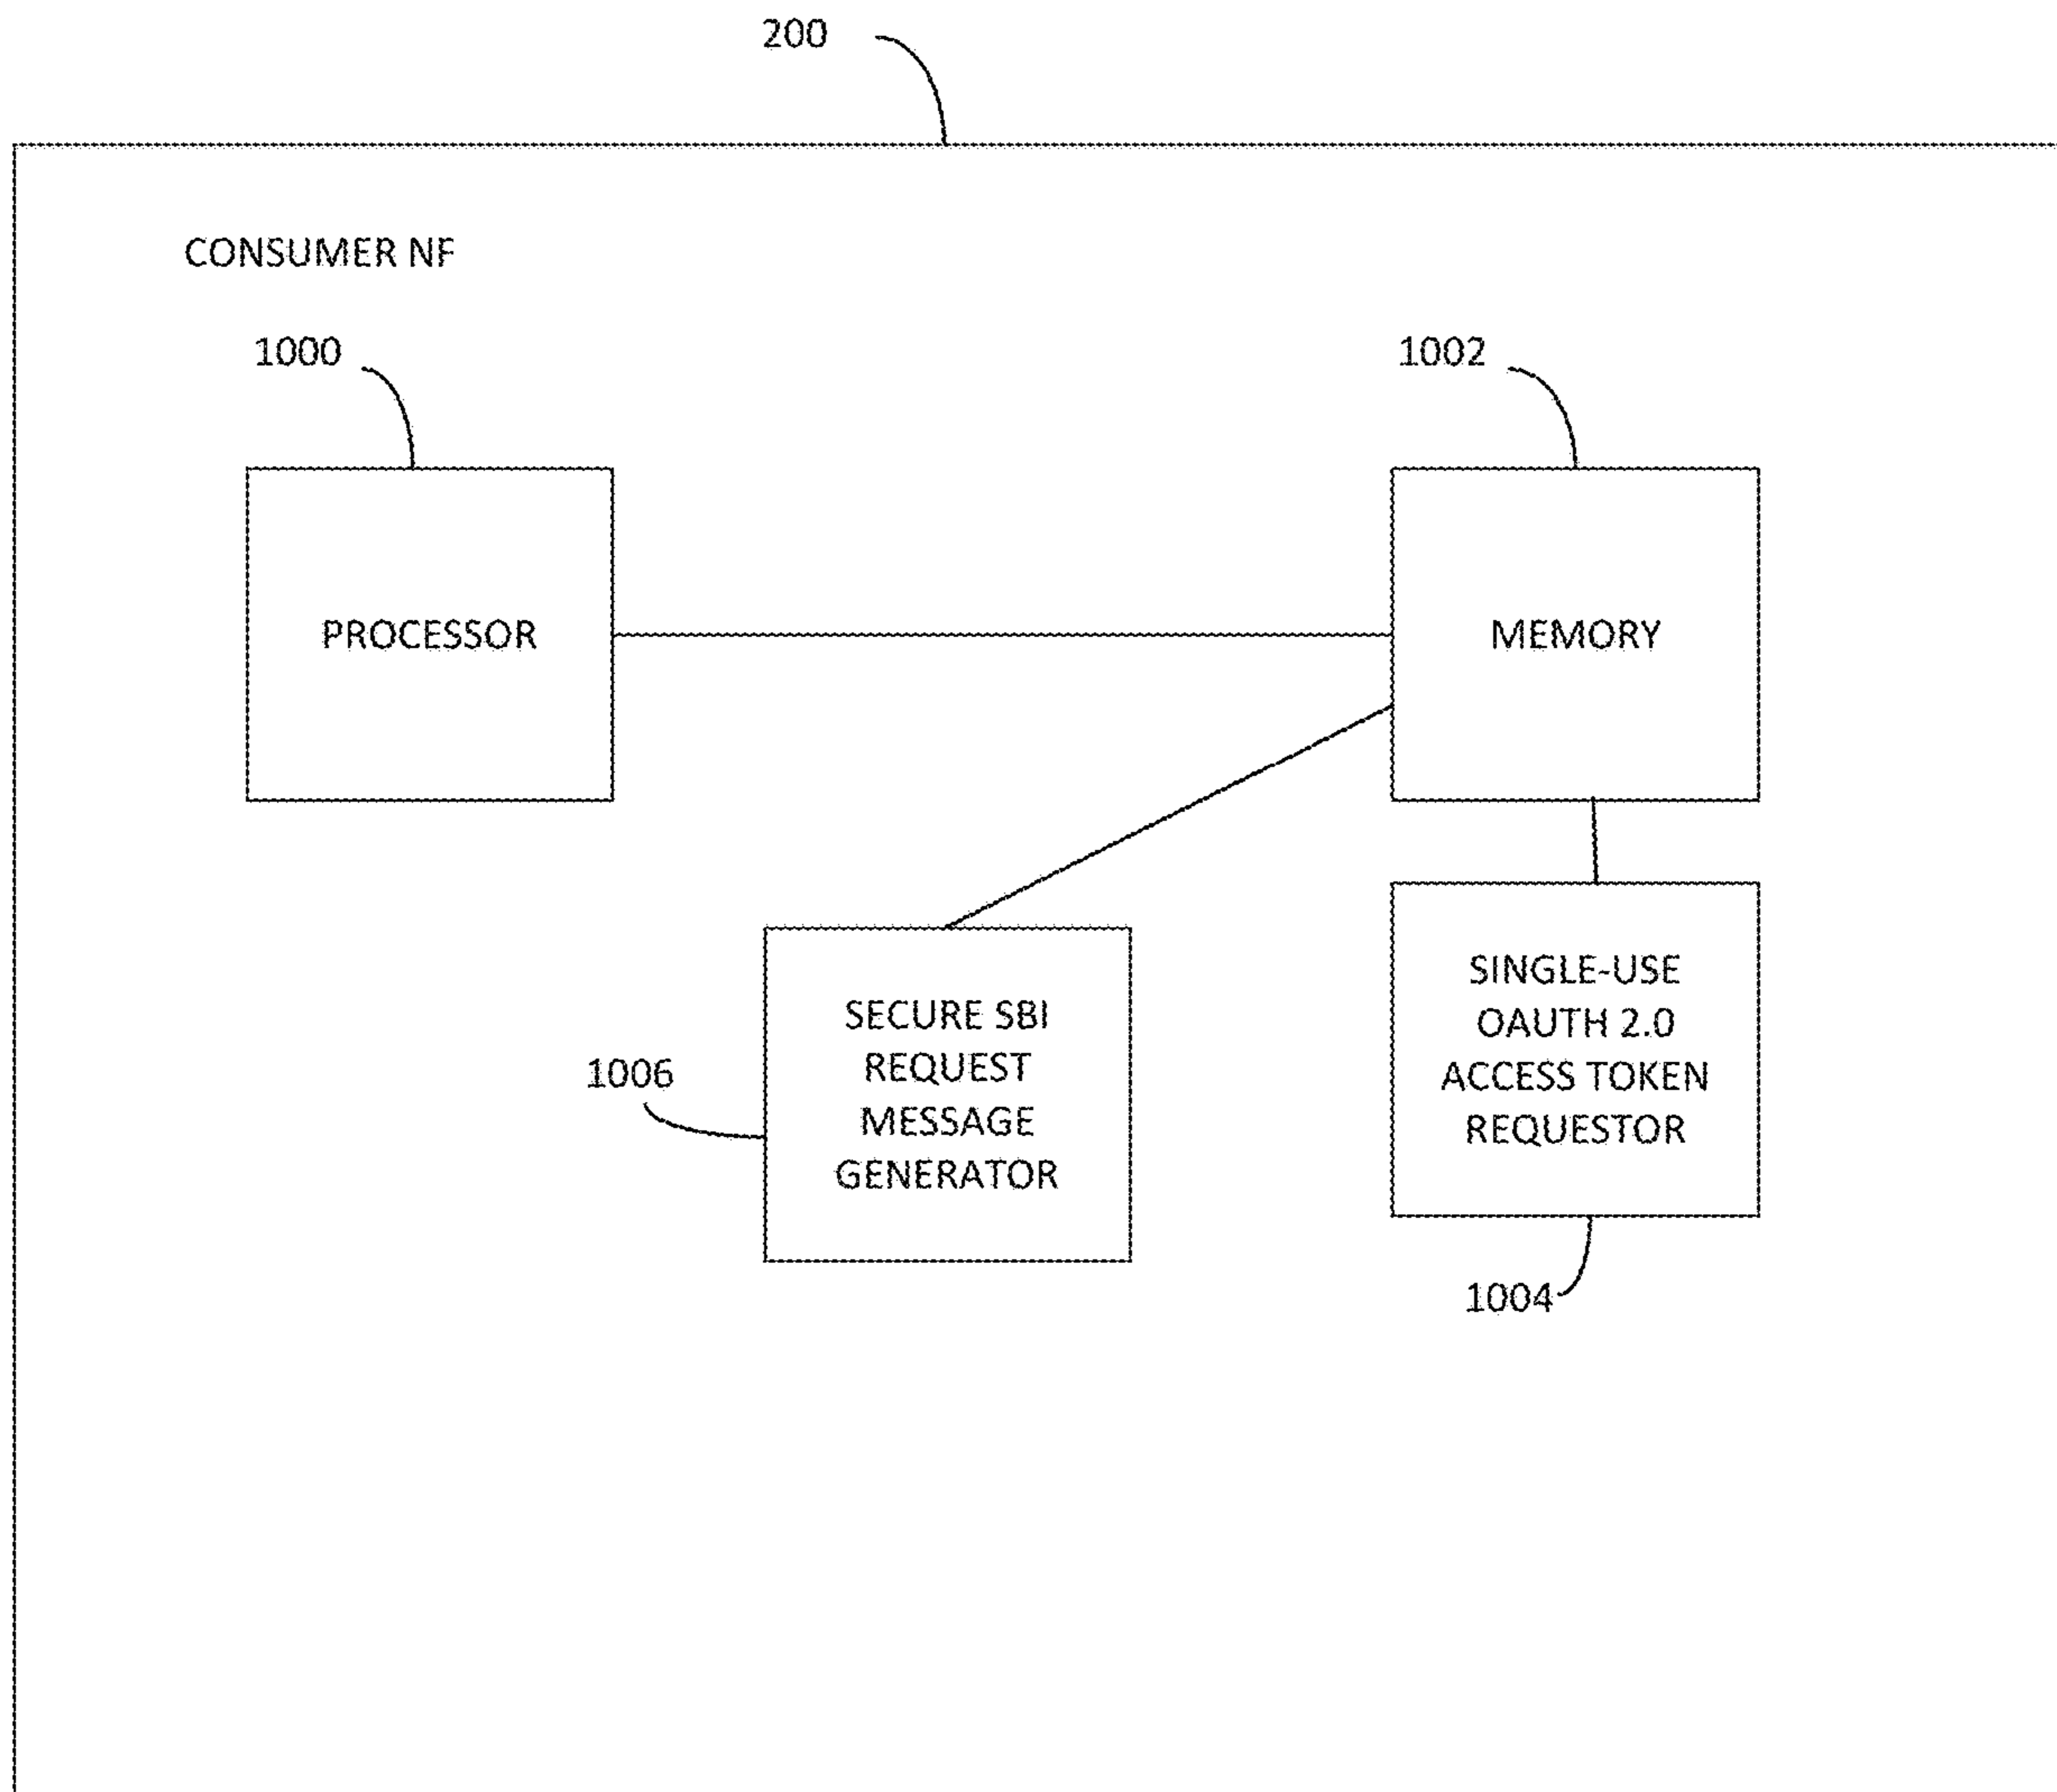 200
CONSUMER NF
1000
1002
PROCESSOR
MEMORY
SECURE SBI
REQUEST
MESSAGE
GENERATOR
1006
SINGLE-USE
OAUTH 2.0
ACCESS TOKEN
REQUESTOR
1004